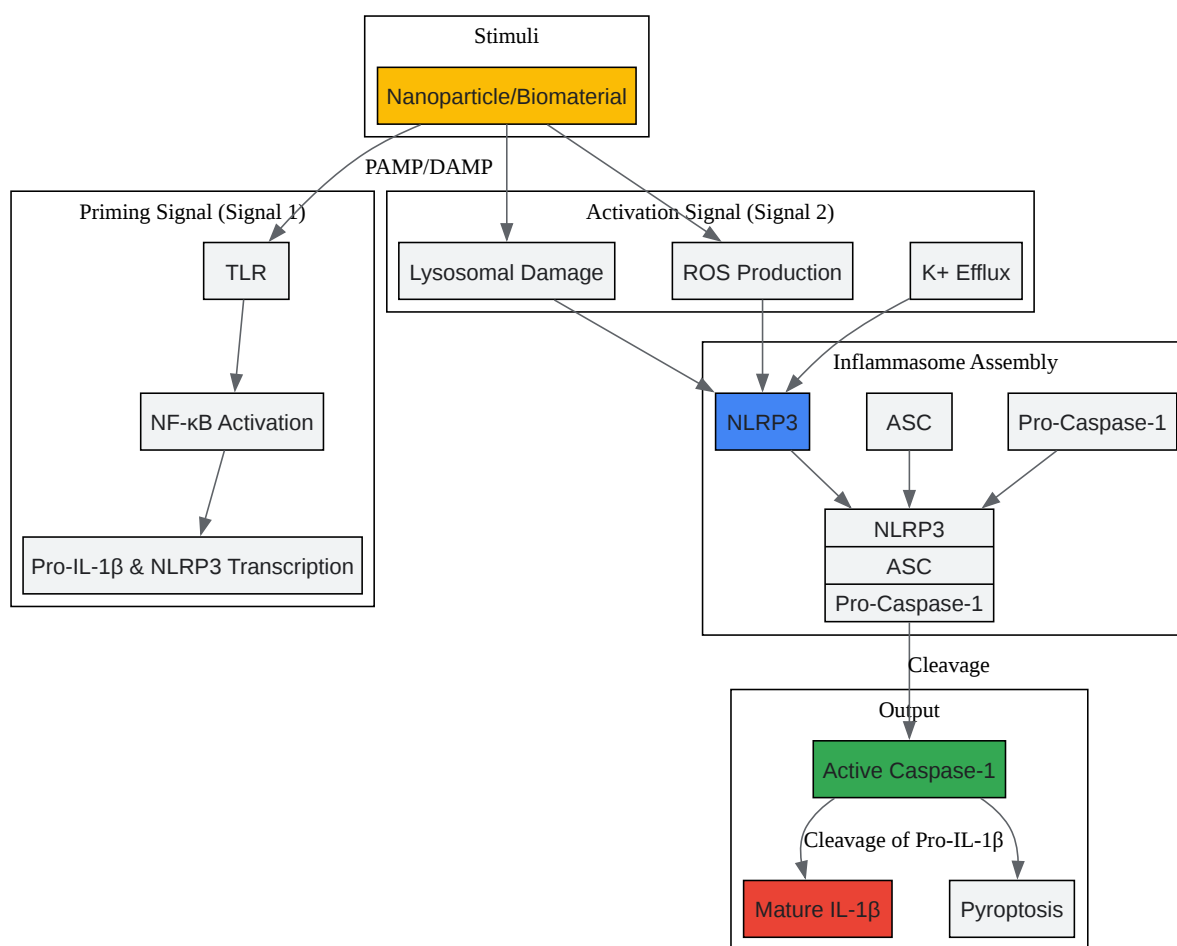 Stimuli
Nanoparticle/Biomaterial
PAMP/DAMP
Priming Signal (Signal 1)
Activation Signal (Signal 2)
TLR
Lysosomal Damage
ROS Production
K+ Efflux
Inflammasome Assembly
NF-κB Activation
NLRP3
ASC
Pro-Caspase-1
Pro-IL-1β & NLRP3 Transcription
NLRP3
ASC
Pro-Caspase-1
Cleavage
Output
Active Caspase-1
Cleavage of Pro-IL-1β
Mature IL-1β
Pyroptosis